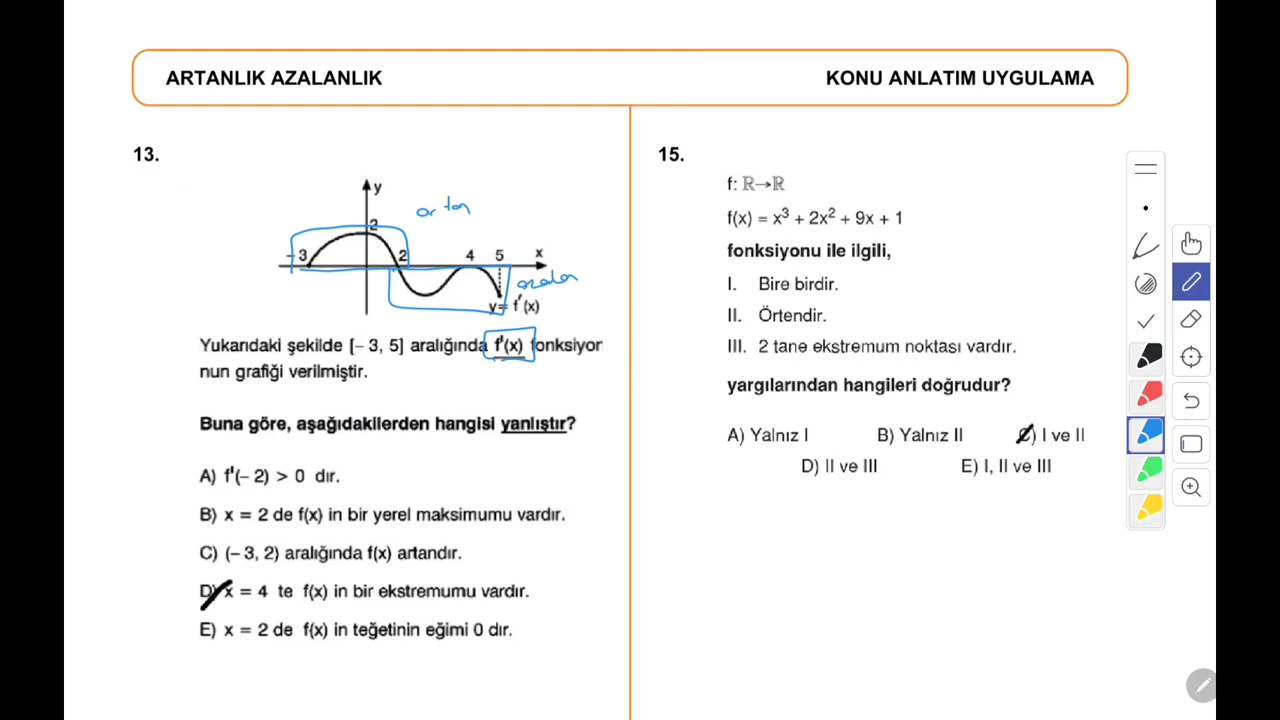 ARTANLIK AZALANLIK
KONU ANLATIM UYGULAMA
13.
y
artan
2
-3
2
4
5
x
azalan
y= f'(x)
Yukarıdaki şekilde [– 3, 5] aralığında f'(x) fonksiyon
nun grafiği verilmiştir.
Buna göre, aşağıdakilerden hangisi yanlıştır?
A) f'(– 2) > 0 dır.
B) x = 2 de f(x) in bir yerel maksimumu vardır.
C) (– 3, 2) aralığında f(x) artandır.
D) x = 4 te f(x) in bir ekstremumu vardır.
E) x = 2 de f(x) in teğetinin eğimi 0 dır.
15.
f: ℝ→ℝ
f(x) = x³ + 2x² + 9x + 1
fonksiyonu ile ilgili,
I. Bire birdir.
II. Örtendir.
III. 2 tane ekstremum noktası vardır.
yargılarından hangileri doğrudur?
A) Yalnız I B) Yalnız II C) I ve II
D) II ve III E) I, II ve III